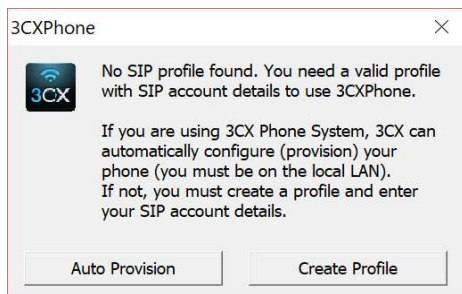 3CXPhone
3CX
No SIP profile found. You need a valid profile
with SIP account details to use 3CXPhone.
If you are using 3CX Phone System, 3CX can
automatically configure (provision) your
phone (you must be on the local LAN).
If not, you must create a profile and enter
your SIP account details.
Auto Provision
Create Profile